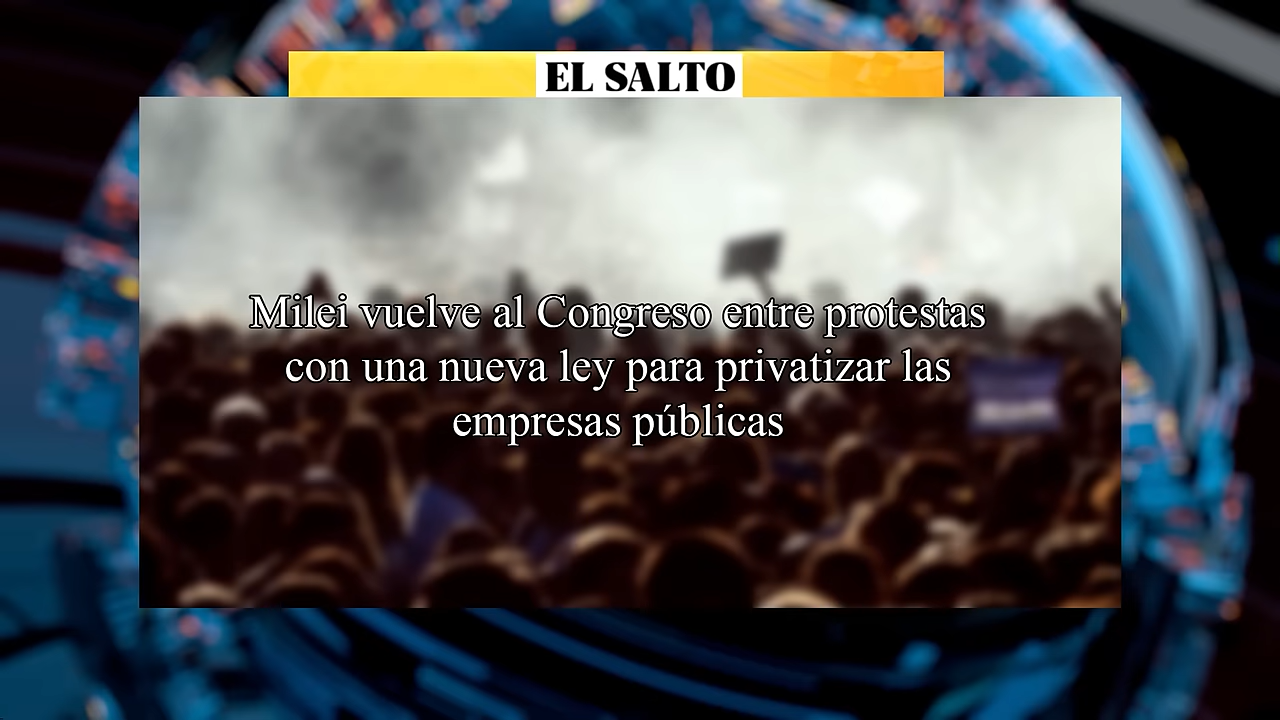 EL SALTO
Milei vuelve al Congreso entre protestas
con una nueva ley para privatizar las
empresas públicas